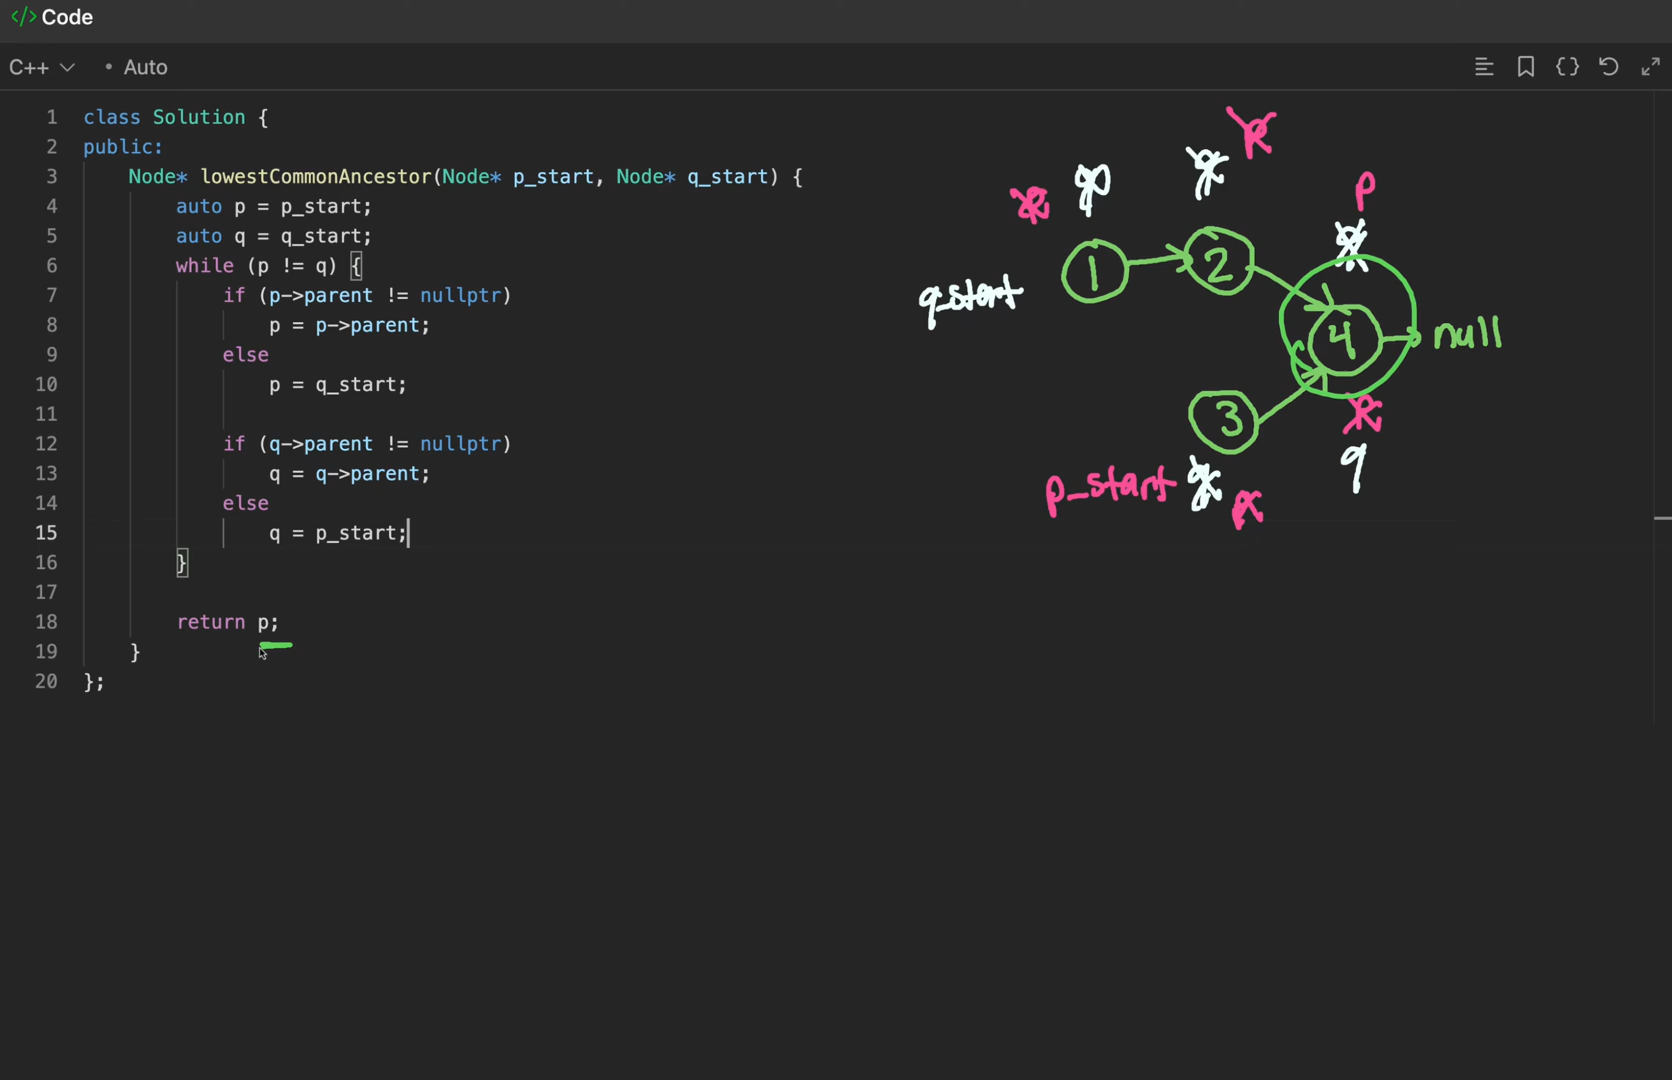 </> Code
C++ • Auto
1 class Solution {
2 public:
3 Node* lowestCommonAncestor(Node* p_start, Node* q_start) {
4 auto p = p_start;
5 auto q = q_start;
6 while (p != q) {
7 if (p->parent != nullptr)
8 p = p->parent;
9 else
10 p = q_start;
11
12 if (q->parent != nullptr)
13 q = q->parent;
14 else
15 q = p_start;
16 }
17
18 return p;
19 }
20 };
p
1
2
q_start
4
null
3
p_start
q